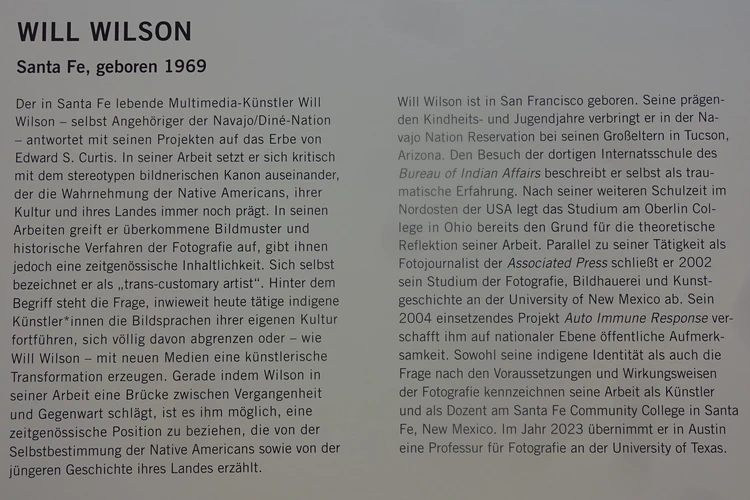 WILL WILSON
Santa Fe, geboren 1969
Der in Santa Fe lebende Multimedia-Künstler Will
Wilson – selbst Angehöriger der Navajo/Diné-Nation
– antwortet mit seinen Projekten auf das Erbe von
Edward S. Curtis. In seiner Arbeit setzt er sich kritisch
mit dem stereotypen bildnerischen Kanon auseinander,
der die Wahrnehmung der Native Americans, ihrer
Kultur und ihres Landes immer noch prägt. In seinen
Arbeiten greift er überkommene Bildmuster und
historische Verfahren der Fotografie auf, gibt ihnen
jedoch eine zeitgenössische Inhaltlichkeit. Sich selbst
bezeichnet er als „trans-customary artist“. Hinter dem
Begriff steht die Frage, inwieweit heute tätige indigene
Künstler*innen die Bildsprachen ihrer eigenen Kultur
fortführen, sich völlig davon abgrenzen oder – wie
Will Wilson – mit neuen Medien eine künstlerische
Transformation erzeugen. Gerade indem Wilson in
seiner Arbeit eine Brücke zwischen Vergangenheit
und Gegenwart schlägt, ist es ihm möglich, eine
zeitgenössische Position zu beziehen, die von der
Selbstbestimmung der Native Americans sowie von der
jüngeren Geschichte ihres Landes erzählt.
Will Wilson ist in San Francisco geboren. Seine prägen-
den Kindheits- und Jugendjahre verbringt er in der Na-
vajo Nation Reservation bei seinen Großeltern in Tucson,
Arizona. Den Besuch der dortigen Internatsschule des
Bureau of Indian Affairs beschreibt er selbst als trau-
matische Erfahrung. Nach seiner weiteren Schulzeit im
Nordosten der USA legt das Studium am Oberlin Col-
lege in Ohio bereits den Grund für die theoretische
Reflektion seiner Arbeit. Parallel zu seiner Tätigkeit als
Fotojournalist der Associated Press schließt er 2002
sein Studium der Fotografie, Bildhauerei und Kunst-
geschichte an der University of New Mexico ab. Sein
2004 einsetzendes Projekt Auto Immune Response ver-
schafft ihm auf nationaler Ebene öffentliche Aufmerk-
samkeit. Sowohl seine indigene Identität als auch die
Frage nach den Voraussetzungen und Wirkungsweisen
der Fotografie kennzeichnen seine Arbeit als Künstler
und als Dozent am Santa Fe Community College in Santa
Fe, New Mexico. Im Jahr 2023 übernimmt er in Austin
eine Professur für Fotografie an der University of Texas.